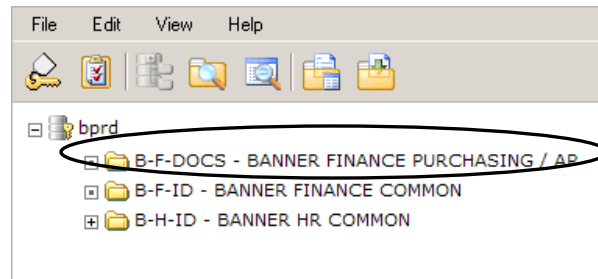 File Edit View Help
bprd
B-F-DOCS - BANNER FINANCE PURCHASING / AP
B-F-ID - BANNER FINANCE COMMON
B-H-ID - BANNER HR COMMON